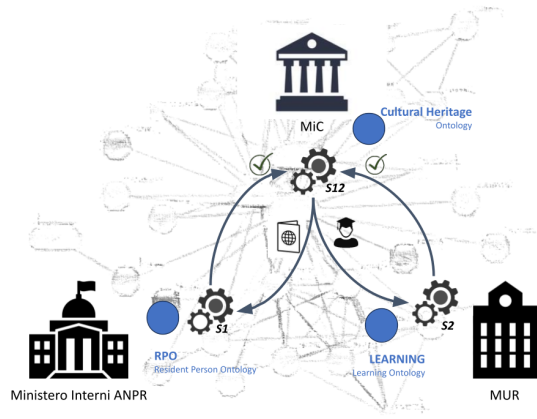 MiC
Cultural Heritage
Ontology
S12
S1
S2
RPO
Resident Person Ontology
LEARNING
Learning Ontology
Ministero Interni ANPR
MUR